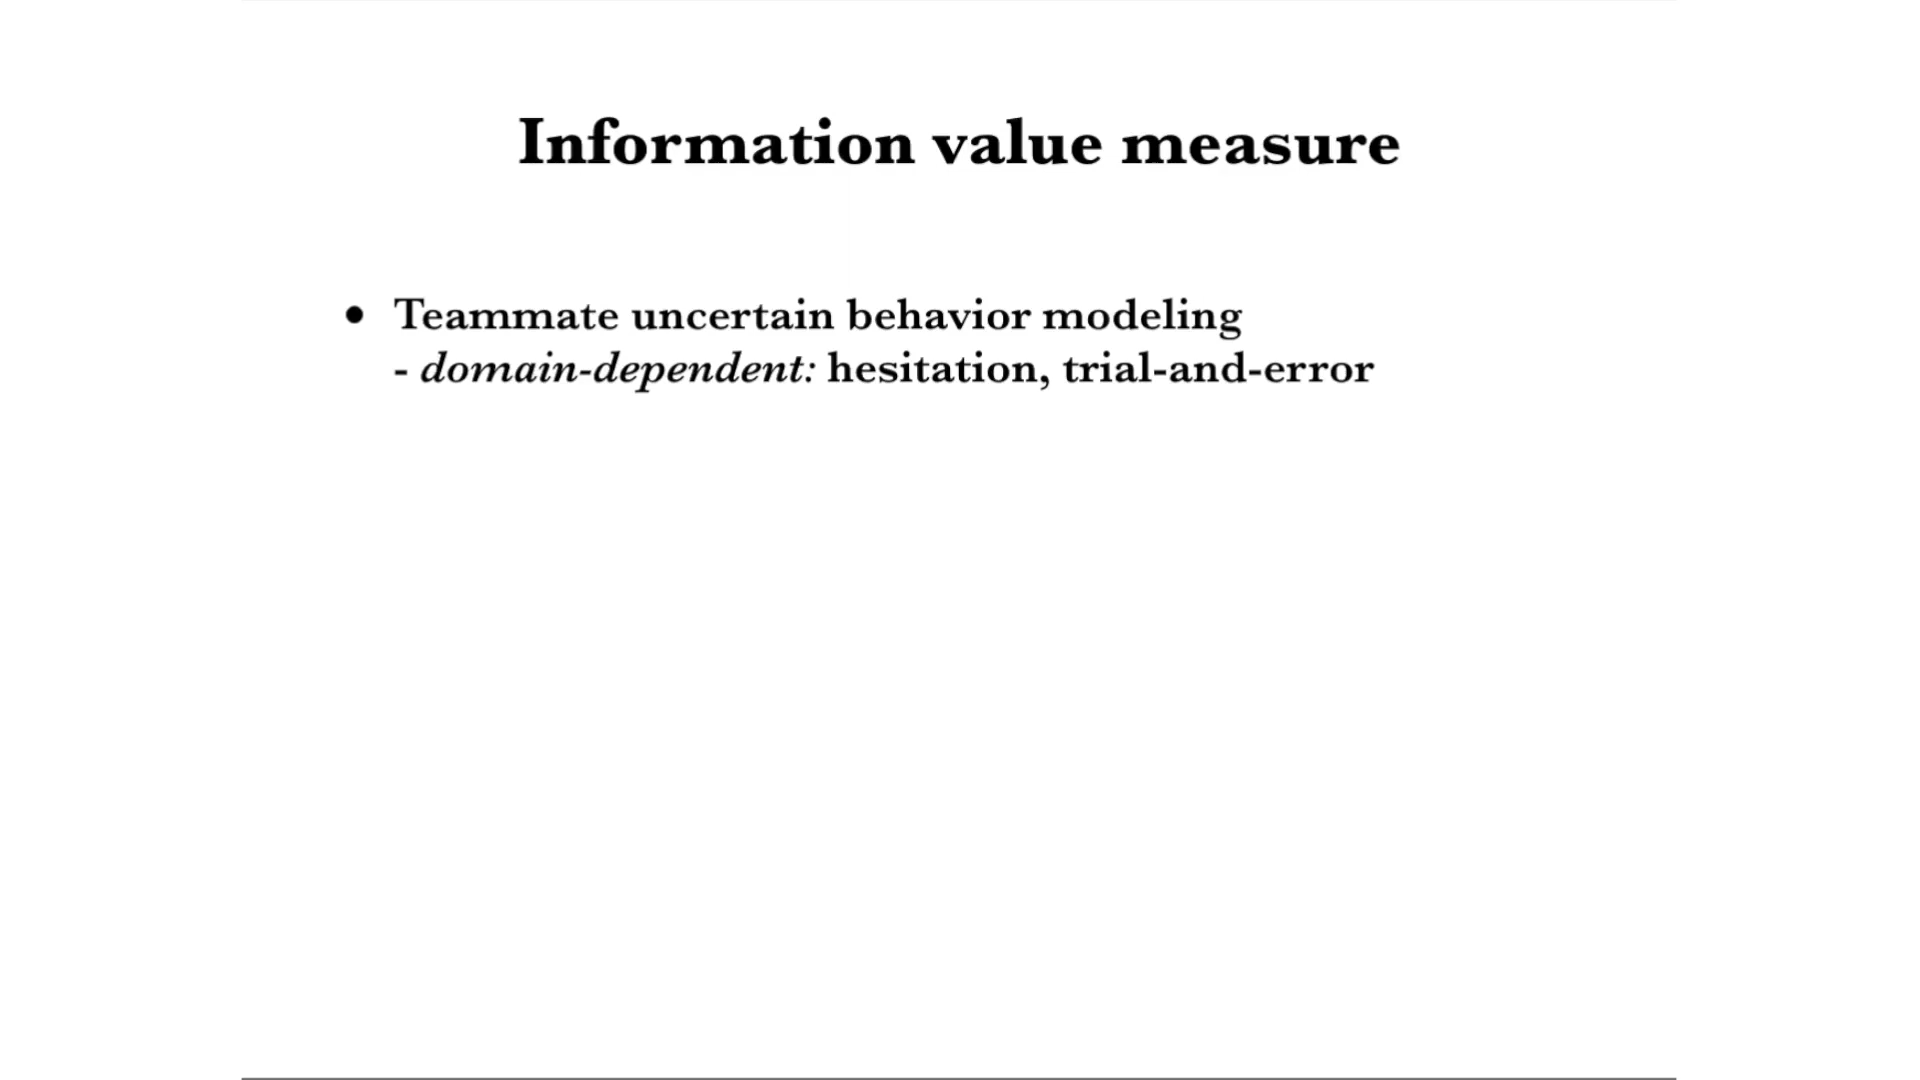 Information value measure
• Teammate uncertain behavior modeling
- domain-dependent: hesitation, trial-and-error